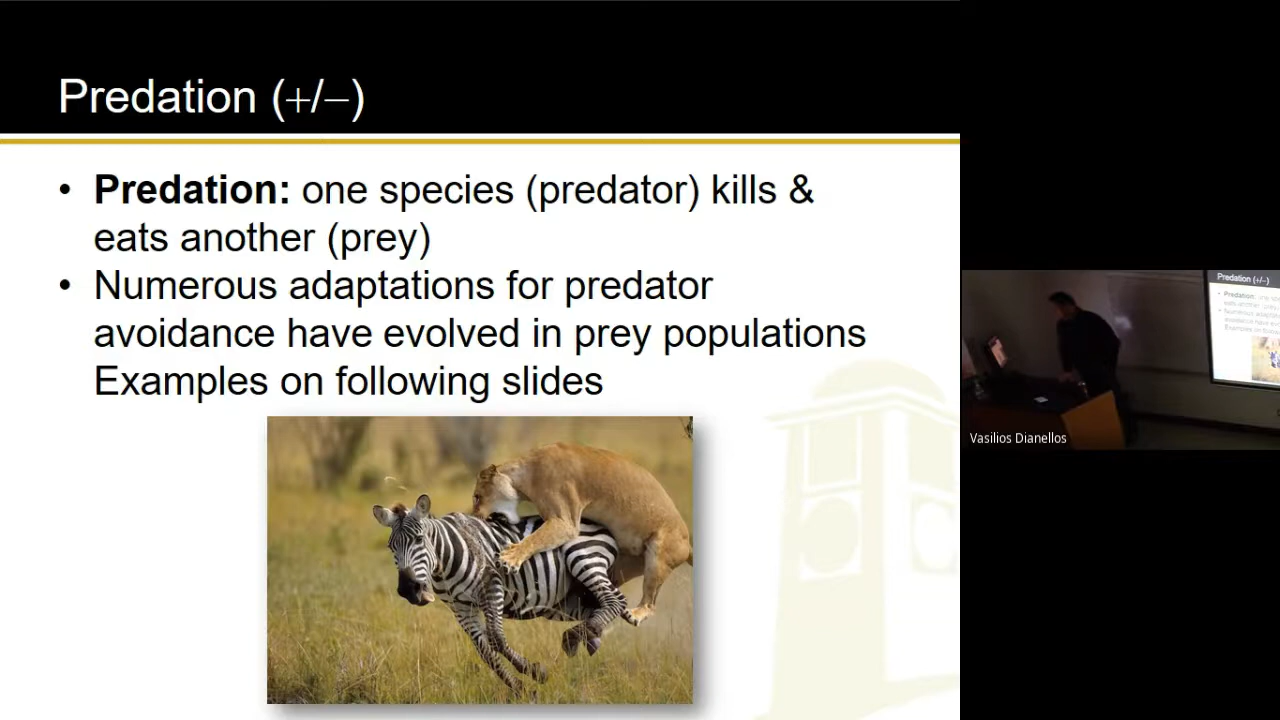 Predation (+/–)
• Predation: one species (predator) kills &
eats another (prey)
• Numerous adaptations for predator
avoidance have evolved in prey populations
Examples on following slides
Predation (+/–)
Vasilios Dianellos